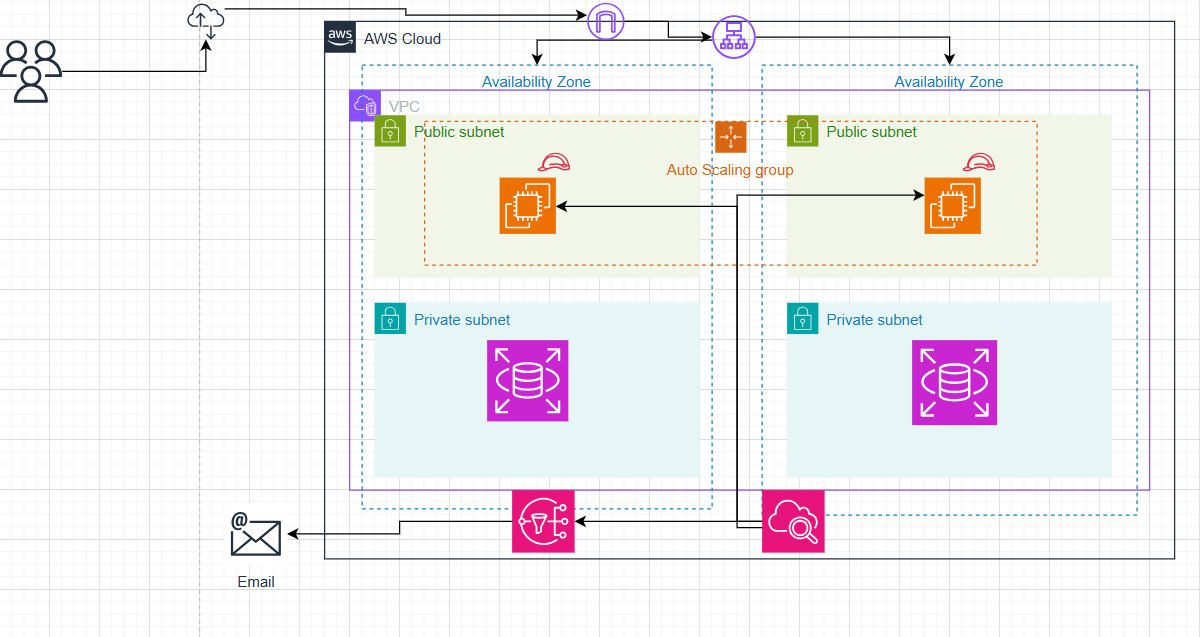 aws
AWS Cloud
Availability Zone
Availability Zone
VPC
Public subnet
Public subnet
Auto Scaling group
Private subnet
Private subnet
@
Email